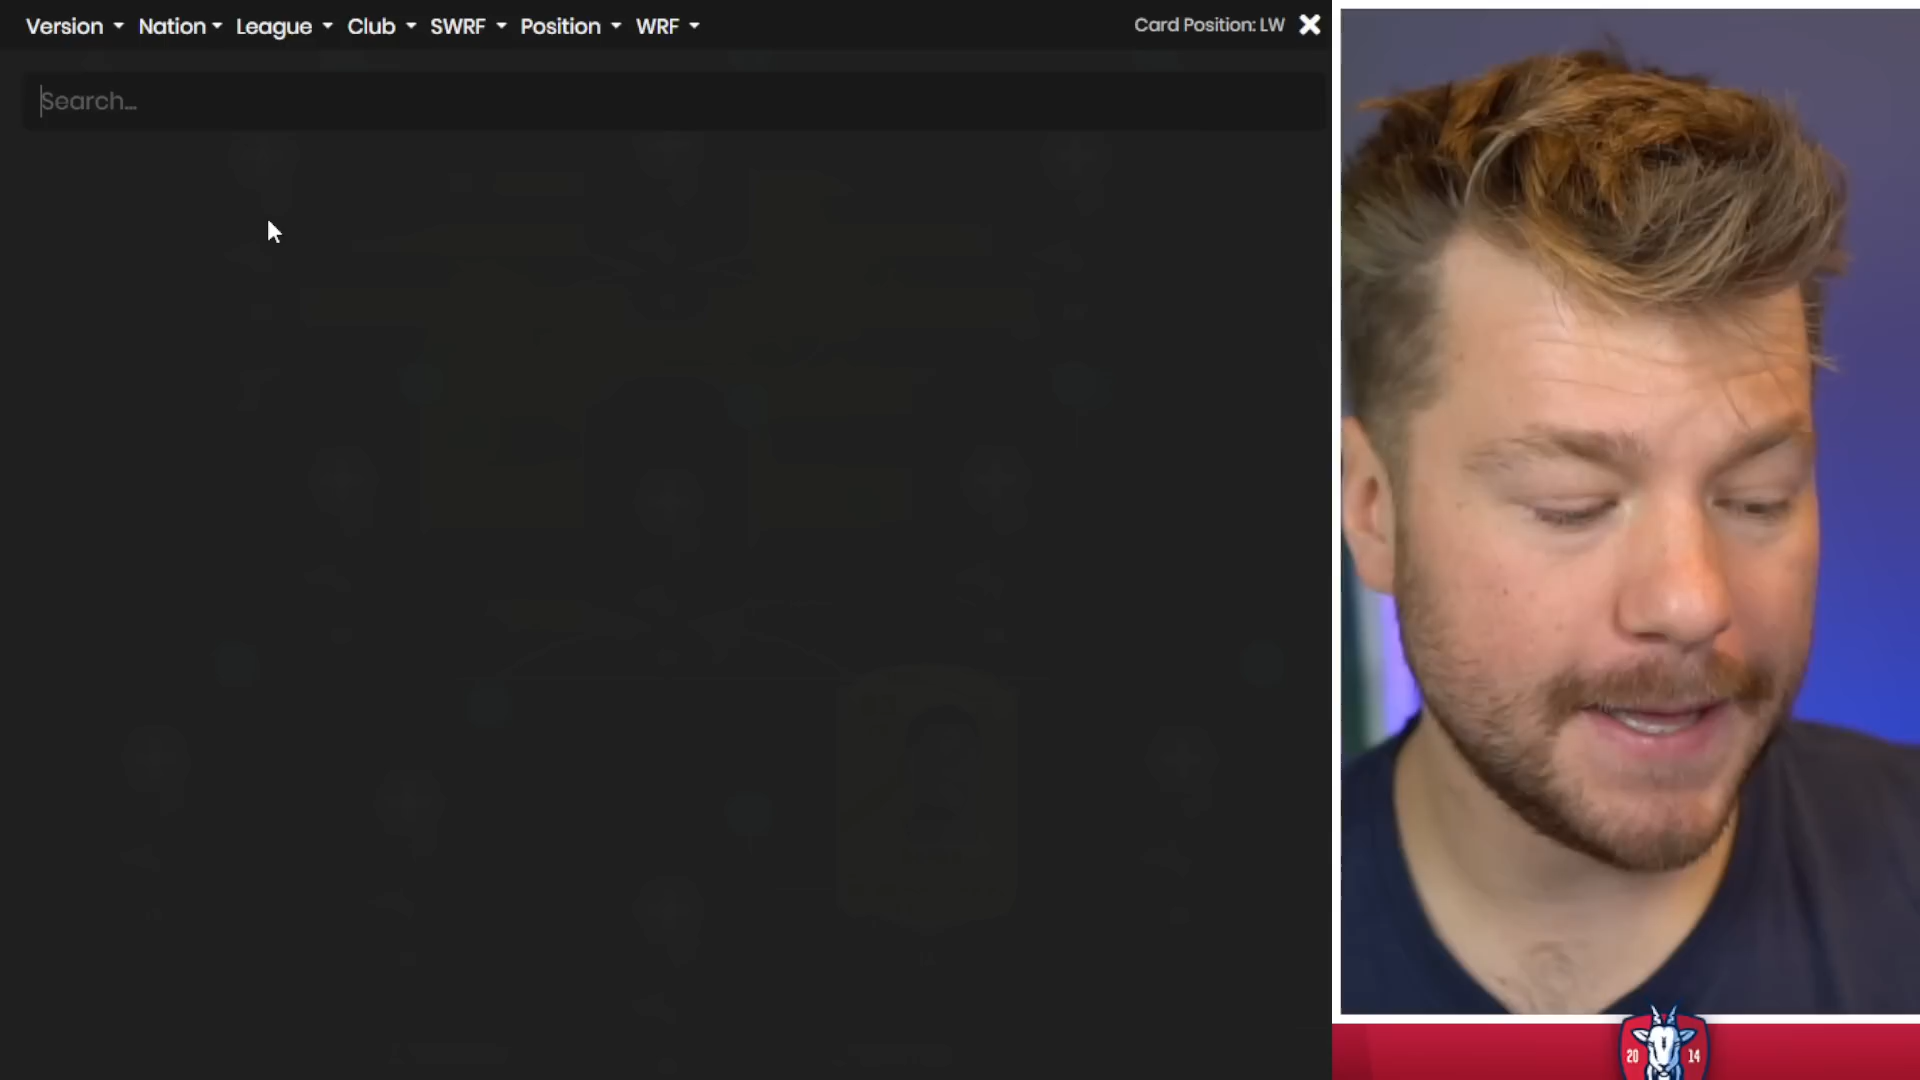 Version Nation League Club SWRF Position WRF Card Position: LW
Search...
20 14